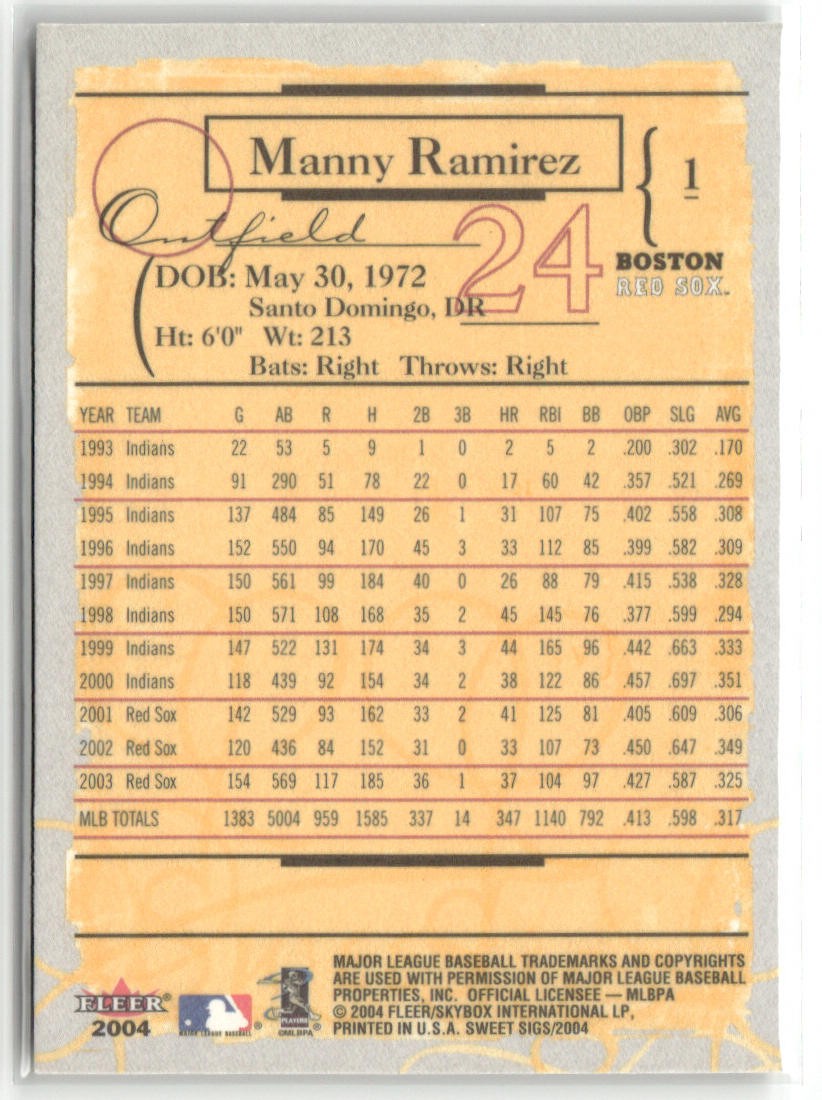 Manny Ramirez
1
Outfield
24
BOSTON
RED SOX™
DOB: May 30, 1972
Santo Domingo, DR
Ht: 6'0" Wt: 213
Bats: Right Throws: Right
YEAR TEAM G AB R H 2B 3B HR RBI BB OBP SLG AVG
1993 Indians 22 53 5 9 1 0 2 5 2 .200 .302 .170
1994 Indians 91 290 51 78 22 0 17 60 42 .357 .521 .269
1995 Indians 137 484 85 149 26 1 31 107 75 .402 .558 .308
1996 Indians 152 550 94 170 45 3 33 112 85 .399 .582 .309
1997 Indians 150 561 99 184 40 0 26 88 79 .415 .538 .328
1998 Indians 150 571 108 168 35 2 45 145 76 .377 .599 .294
1999 Indians 147 522 131 174 34 3 44 165 96 .442 .663 .333
2000 Indians 118 439 92 154 34 2 38 122 86 .457 .697 .351
2001 Red Sox 142 529 93 162 33 2 41 125 81 .405 .609 .306
2002 Red Sox 120 436 84 152 31 0 33 107 73 .450 .647 .349
2003 Red Sox 154 569 117 185 36 1 37 104 97 .427 .587 .325
MLB TOTALS 1383 5004 959 1585 337 14 347 1140 792 .413 .598 .317
FLEER®
2004
MAJOR LEAGUE BASEBALL®
PLAYERS
©MLBPA
MAJOR LEAGUE BASEBALL TRADEMARKS AND COPYRIGHTS
ARE USED WITH PERMISSION OF MAJOR LEAGUE BASEBALL
PROPERTIES, INC. OFFICIAL LICENSEE — MLBPA
© 2004 FLEER/SKYBOX INTERNATIONAL LP,
PRINTED IN U.S.A. SWEET SIGS/2004